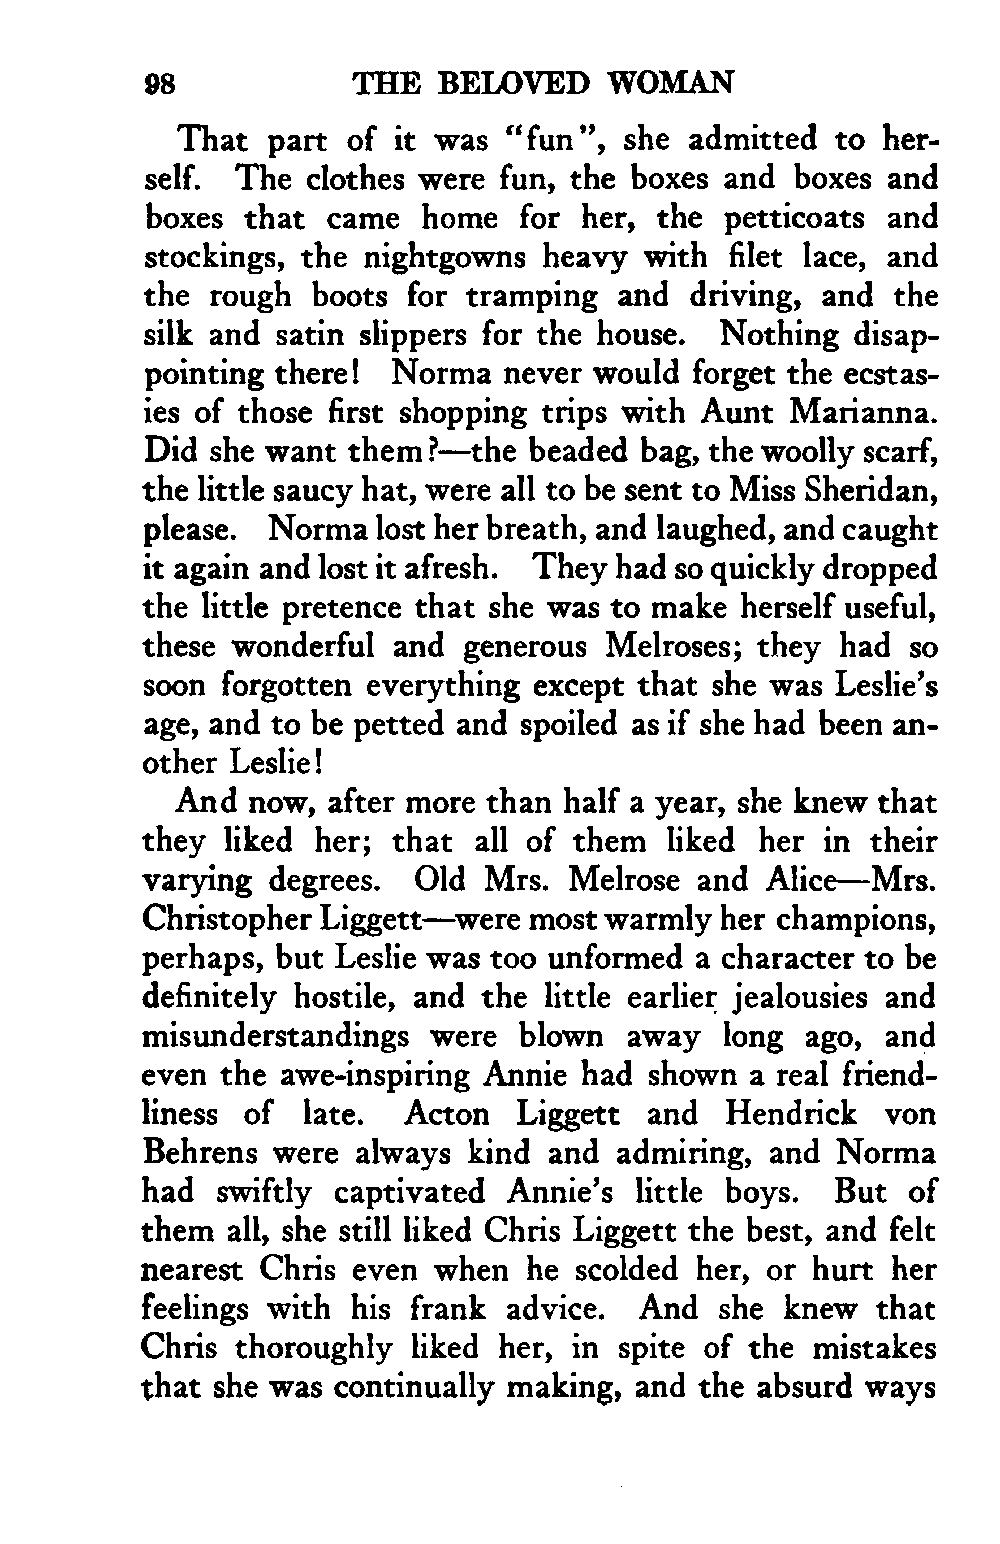 98 THE BELOVED WOMAN
That part of it was "fun", she admitted to her-
self. The clothes were fun, the boxes and boxes and
boxes that came home for her, the petticoats and
stockings, the nightgowns heavy with filet lace, and
the rough boots for tramping and driving, and the
silk and satin slippers for the house. Nothing disap-
pointing there! Norma never would forget the ecstas-
ies of those first shopping trips with Aunt Marianna.
Did she want them?—the beaded bag, the woolly scarf,
the little saucy hat, were all to be sent to Miss Sheridan,
please. Norma lost her breath, and laughed, and caught
it again and lost it afresh. They had so quickly dropped
the little pretence that she was to make herself useful,
these wonderful and generous Melroses; they had so
soon forgotten everything except that she was Leslie's
age, and to be petted and spoiled as if she had been an-
other Leslie!
And now, after more than half a year, she knew that
they liked her; that all of them liked her in their
varying degrees. Old Mrs. Melrose and Alice—Mrs.
Christopher Liggett—were most warmly her champions,
perhaps, but Leslie was too unformed a character to be
definitely hostile, and the little earlier jealousies and
misunderstandings were blown away long ago, and
even the awe-inspiring Annie had shown a real friend-
liness of late. Acton Liggett and Hendrick von
Behrens were always kind and admiring, and Norma
had swiftly captivated Annie's little boys. But of
them all, she still liked Chris Liggett the best, and felt
nearest Chris even when he scolded her, or hurt her
feelings with his frank advice. And she knew that
Chris thoroughly liked her, in spite of the mistakes
that she was continually making, and the absurd ways